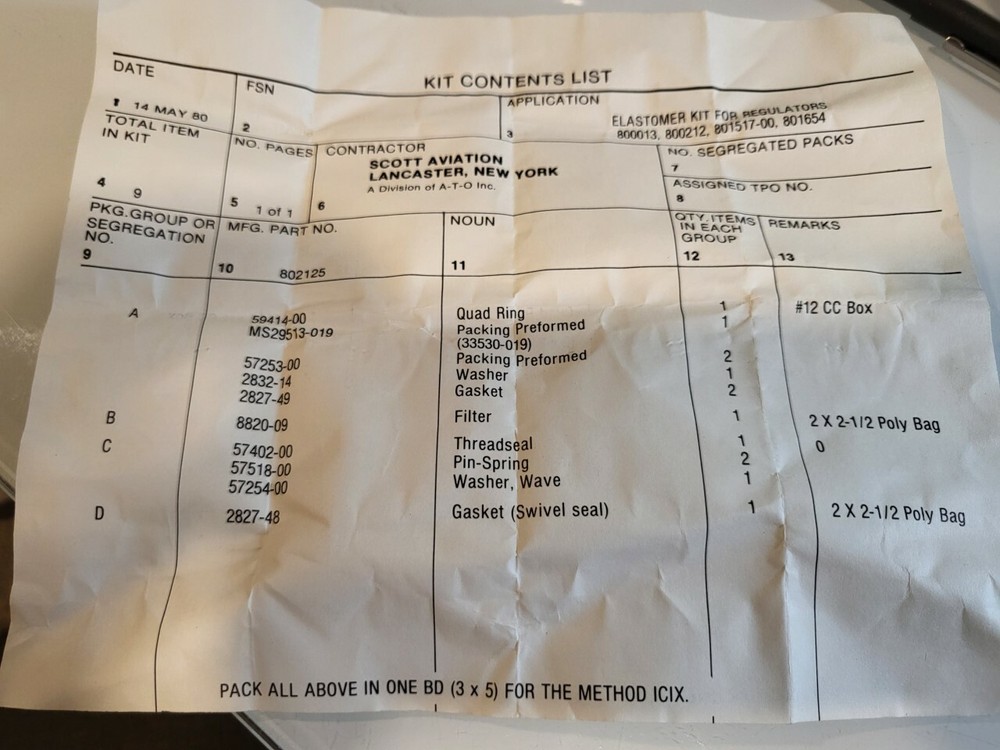 KIT CONTENTS LIST
DATE
1 14 MAY 80
FSN
2
APPLICATION
3
ELASTOMER KIT FOR REGULATORS
800013, 800212, 801517-00, 801654
TOTAL ITEM
IN KIT
4 9
NO. PAGES
5 1 of 1
CONTRACTOR
SCOTT AVIATION
LANCASTER, NEW YORK
A Division of A-T-O Inc.
6
NO. SEGREGATED PACKS
7
ASSIGNED TPO NO.
8
PKG.GROUP OR
SEGREGATION
NO.
9
MFG. PART NO.
10 802125
NOUN
11
QTY. ITEMS
IN EACH
GROUP
12
REMARKS
13
A 59414-00 Quad Ring 1 #12 CC Box
MS29513-019 Packing Preformed 1
(33530-019)
57253-00 Packing Preformed 2
2832-14 Washer 1
2827-49 Gasket 2
B 8820-09 Filter 1 2 X 2-1/2 Poly Bag
C 57402-00 Threadseal 1 0
57518-00 Pin-Spring 2
57254-00 Washer, Wave 1
D 2827-48 Gasket (Swivel seal) 1 2 X 2-1/2 Poly Bag
PACK ALL ABOVE IN ONE BD (3 x 5) FOR THE METHOD ICIX.